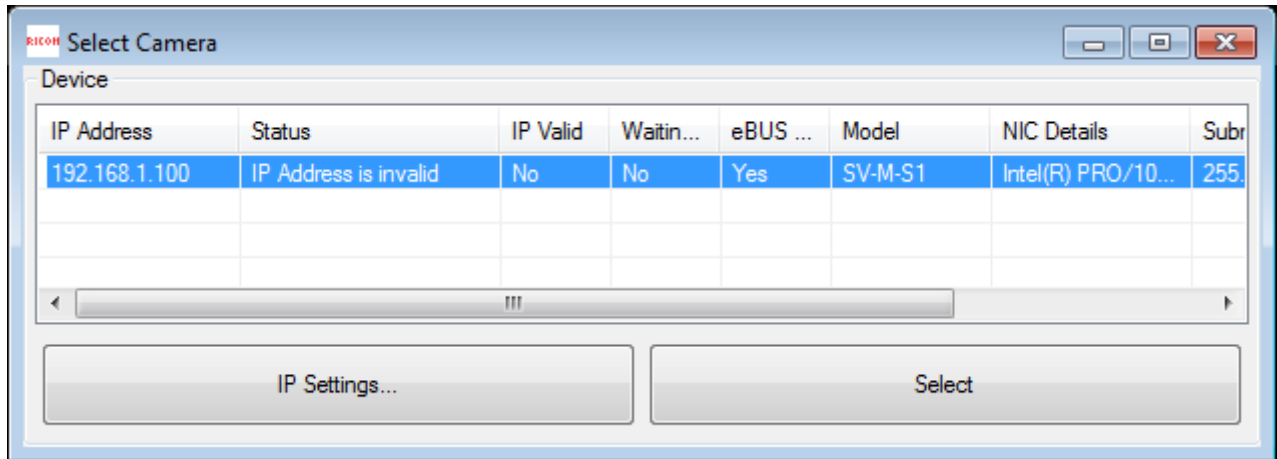 RICOH Select Camera
Device
IP Address Status IP Valid Waitin... eBUS ... Model NIC Details Subr
192.168.1.100 IP Address is invalid No No Yes SV-M-S1 Intel(R) PRO/10... 255.
IP Settings... Select